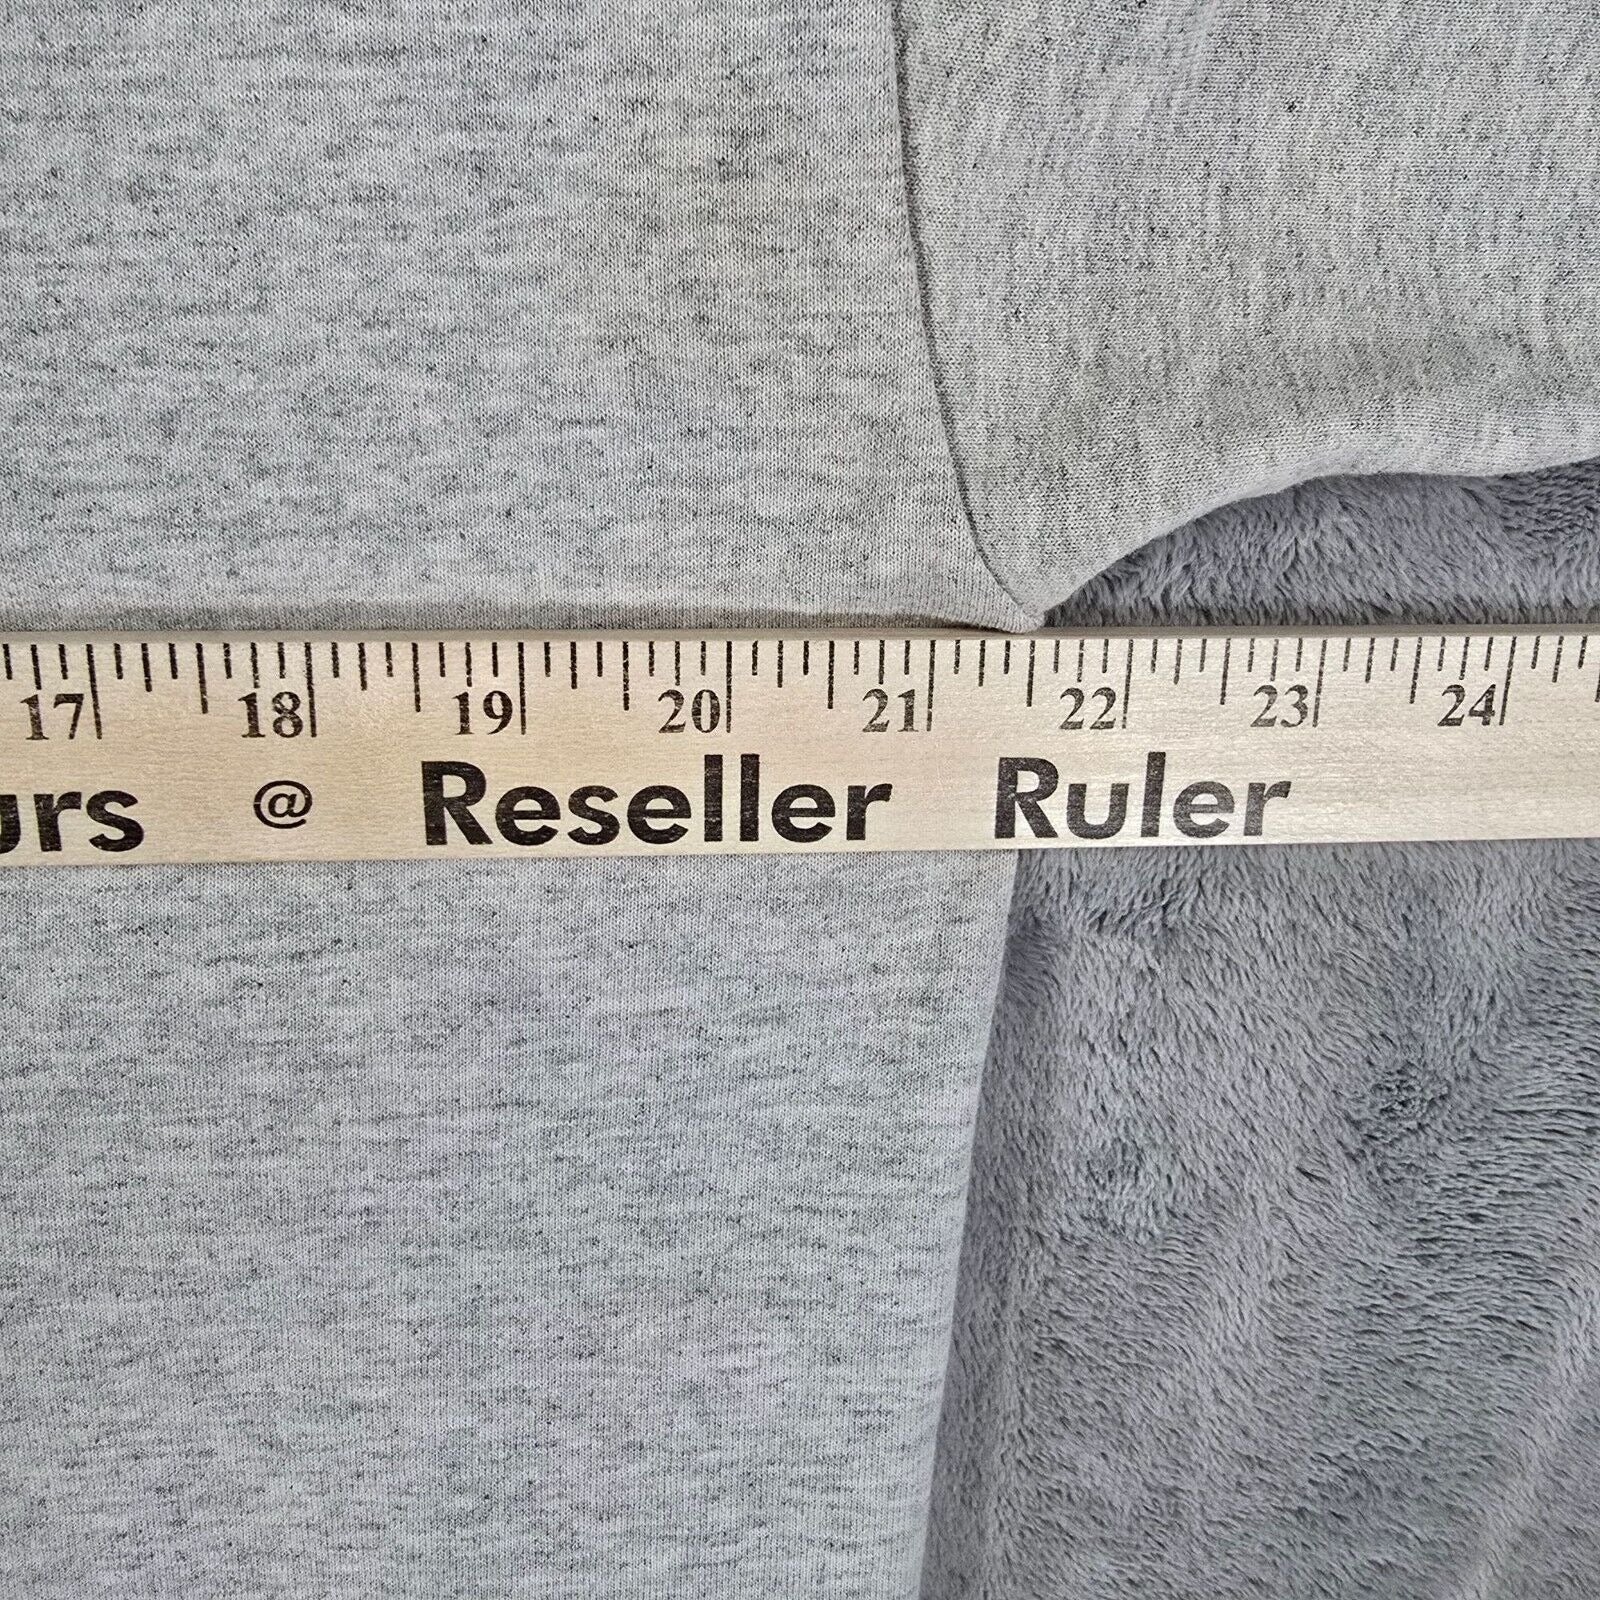 17 18 19 20 21 22 23 24
urs @ Reseller Ruler